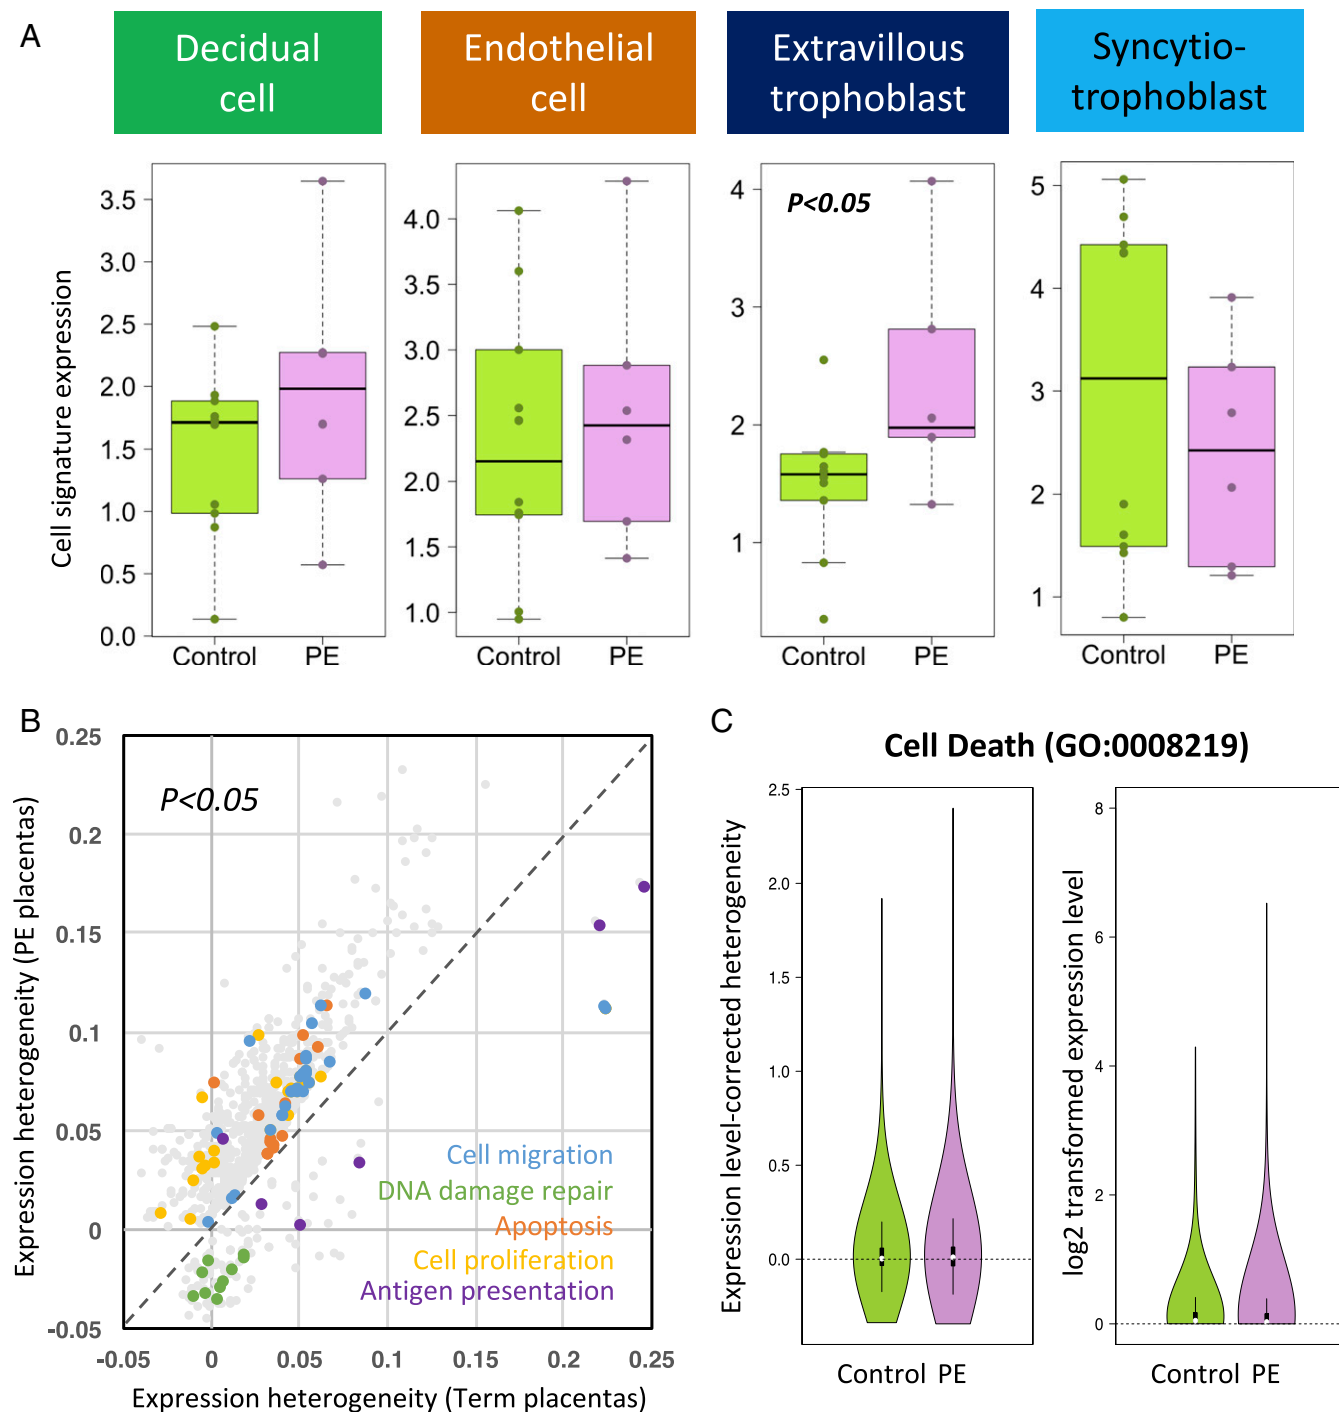 A
Decidual
cell
Endothelial
cell
Extravillous
trophoblast
Syncytio-
trophoblast
Cell signature expression
3.5
3.0
2.5
2.0
1.5
1.0
0.5
0.0
Control PE
4.0
3.5
3.0
2.5
2.0
1.5
1.0
Control PE
P<0.05
4
3
2
1
Control PE
5
4
3
2
1
Control PE
B
Expression heterogeneity (PE placentas)
0.25
0.2
0.15
0.1
0.05
0
-0.05
P<0.05
Cell migration
DNA damage repair
Apoptosis
Cell proliferation
Antigen presentation
-0.05 0 0.05 0.1 0.15 0.2 0.25
Expression heterogeneity (Term placentas)
C
Cell Death (GO:0008219)
Expression level-corrected heterogeneity
2.5
2.0
1.5
1.0
0.5
0.0
Control PE
log2 transformed expression level
8
6
4
2
0
Control PE